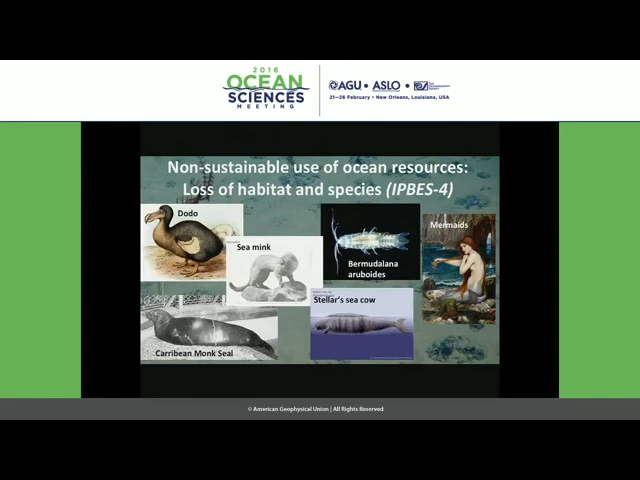 2016
OCEAN
SCIENCES
MEETING
AGU • ASLO •
21–26 February • New Orleans, Louisiana, USA
Non-sustainable use of ocean resources:
Loss of habitat and species (IPBES-4)
Dodo
Sea mink
Bermudalana
aruboides
Mermaids
Stellar's sea cow
Carribean Monk Seal
© American Geophysical Union | All Rights Reserved